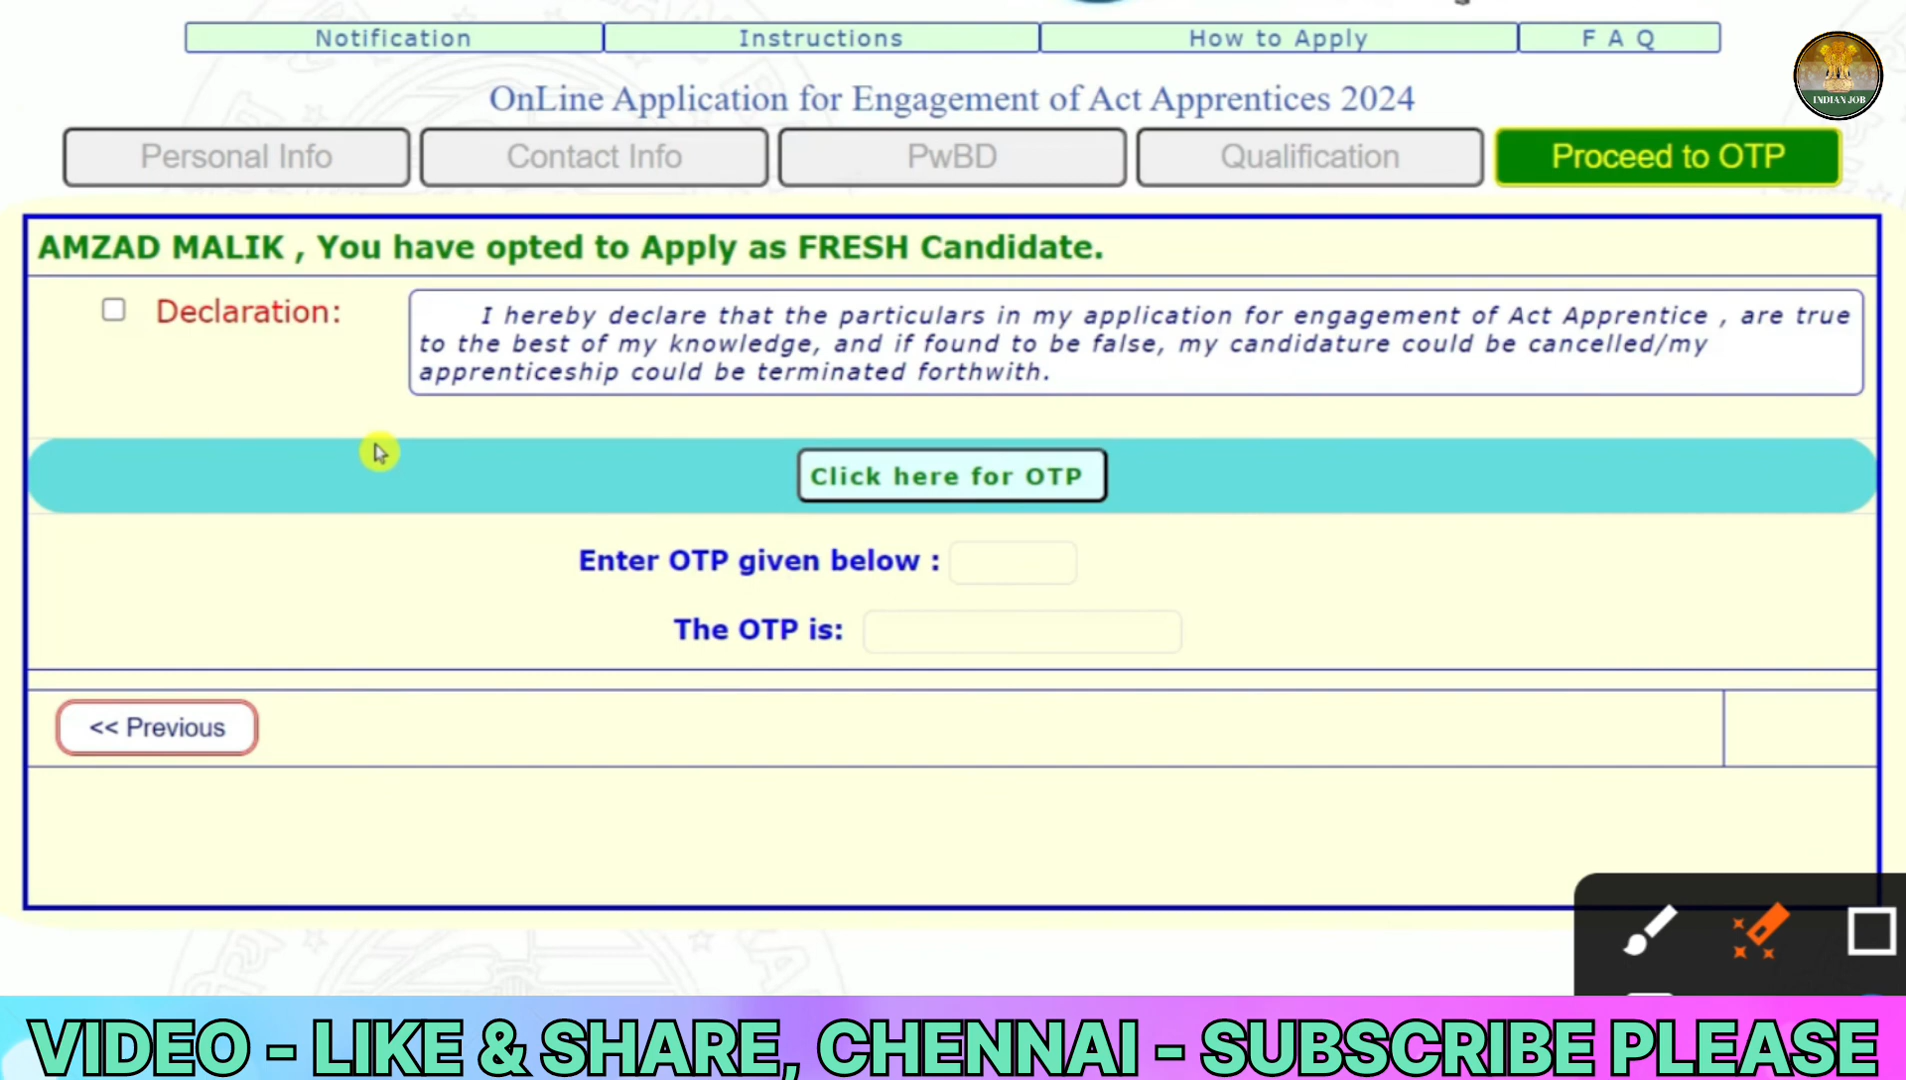 Notification Instructions How to Apply F A Q
OnLine Application for Engagement of Act Apprentices 2024
INDIAN JOB
Personal Info Contact Info PwBD Qualification Proceed to OTP
AMZAD MALIK , You have opted to Apply as FRESH Candidate.
Declaration:
I hereby declare that the particulars in my application for engagement of Act Apprentice , are true
to the best of my knowledge, and if found to be false, my candidature could be cancelled/my
apprenticeship could be terminated forthwith.
Click here for OTP
Enter OTP given below :
The OTP is:
<< Previous
VIDEO - LIKE & SHARE, CHENNAI - SUBSCRIBE PLEASE